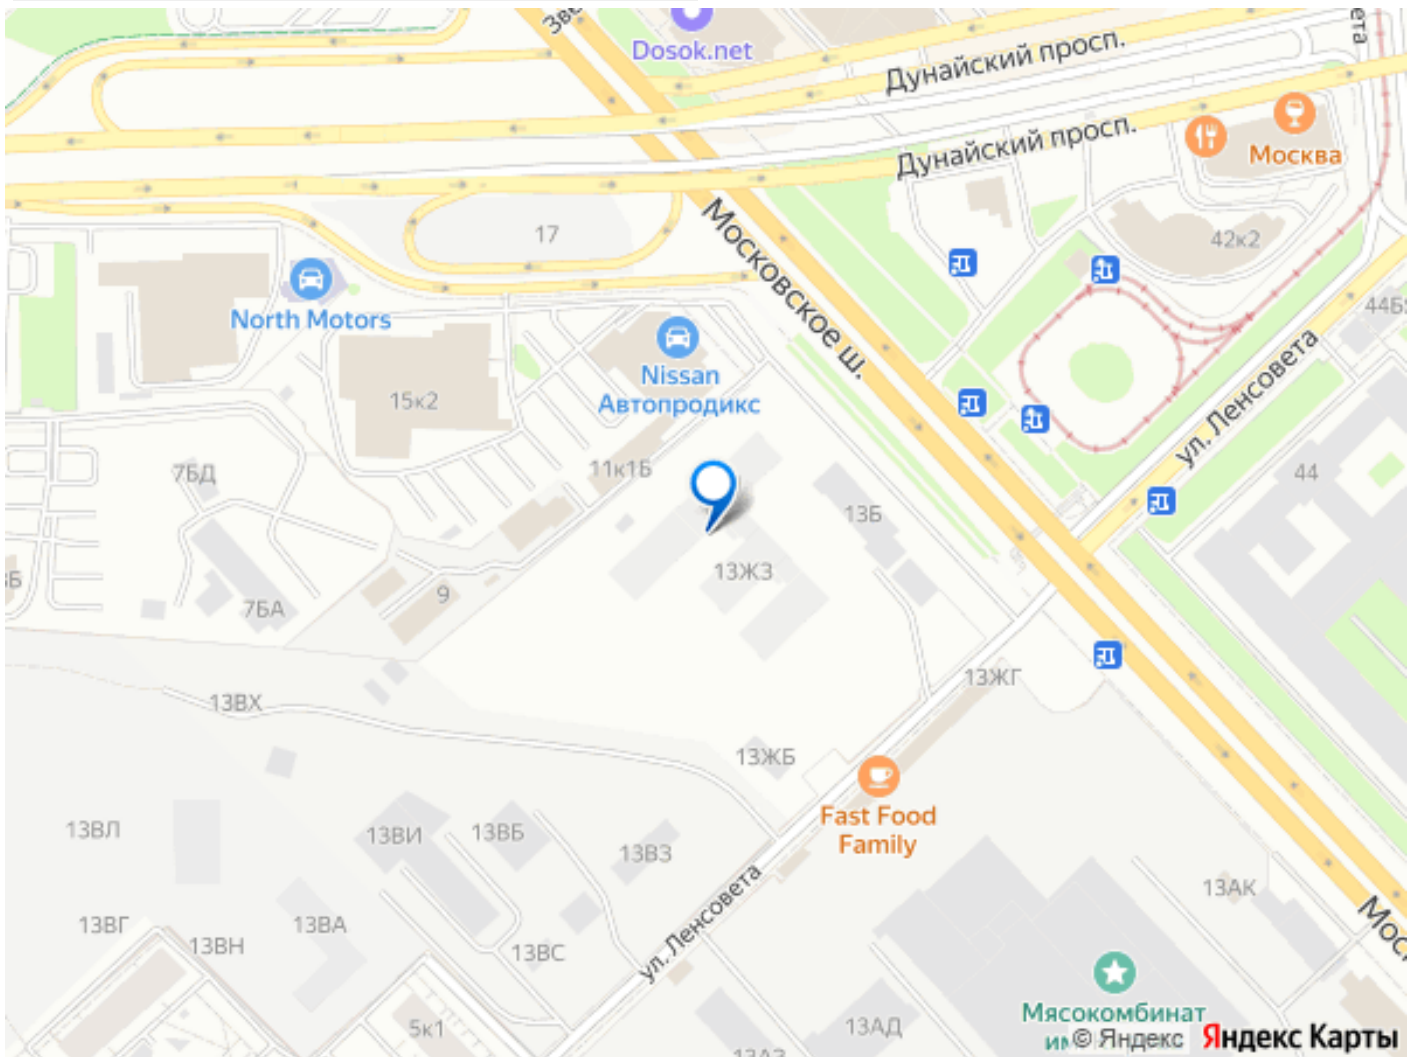 Dosok.net
Дунайский просп.
Дунайский просп.
Москва
Московское ш.
42к2
17
North Motors
Nissan
Автопродикс
15к2
44Б
ул. Ленсовета
11к1Б
44
7БД
13Б
13ЖЗ
7БА
9
13ЖГ
13ВХ
13ЖБ
Fast Food
Family
13ВЛ
13ВИ
13ВБ
13ВЗ
13АК
ул. Ленсовета
13ВГ
13ВН
13ВА
13ВС
Мос
5к1
13АД
Мясокомбинат
© Яндекс
Яндекс Карты